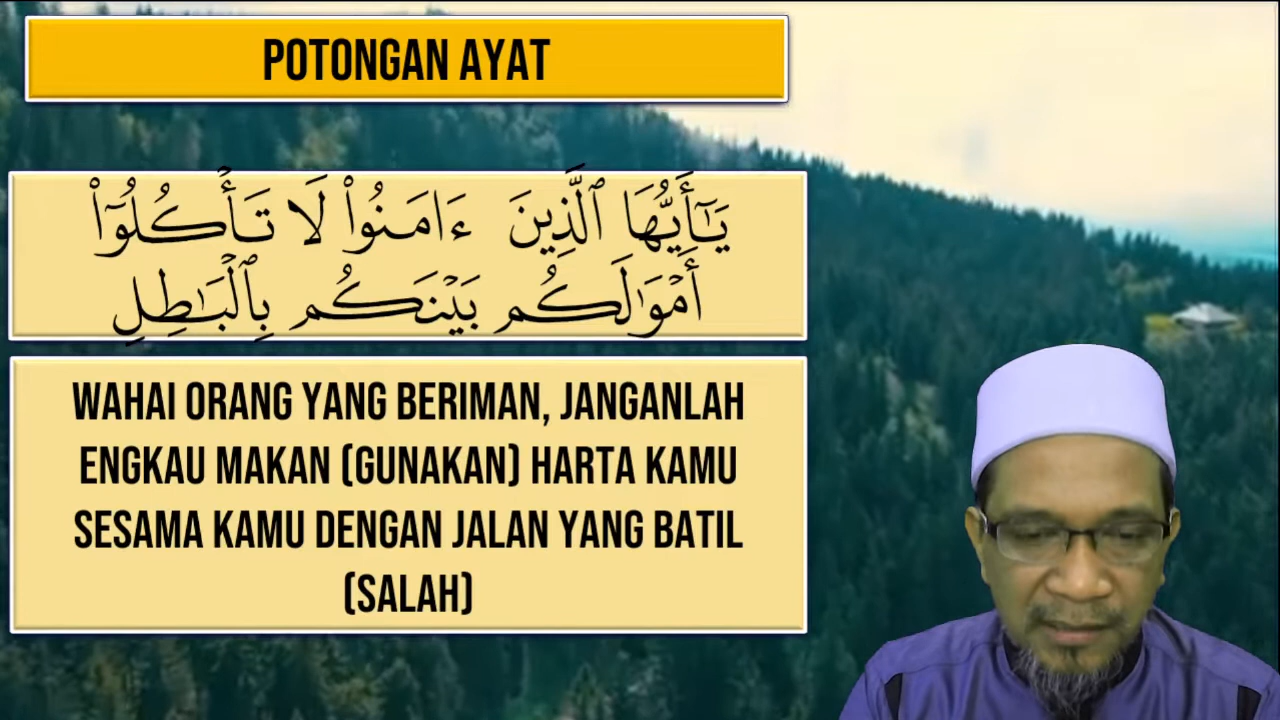 POTONGAN AYAT
يَـٰٓأَيُّهَا ٱلَّذِينَ ءَامَنُوا۟ لَا تَأْكُلُوٓا۟
أَمْوَٰلَكُم بَيْنَكُم بِٱلْبَـٰطِلِ
WAHAI ORANG YANG BERIMAN, JANGANLAH
ENGKAU MAKAN (GUNAKAN) HARTA KAMU
SESAMA KAMU DENGAN JALAN YANG BATIL
(SALAH)